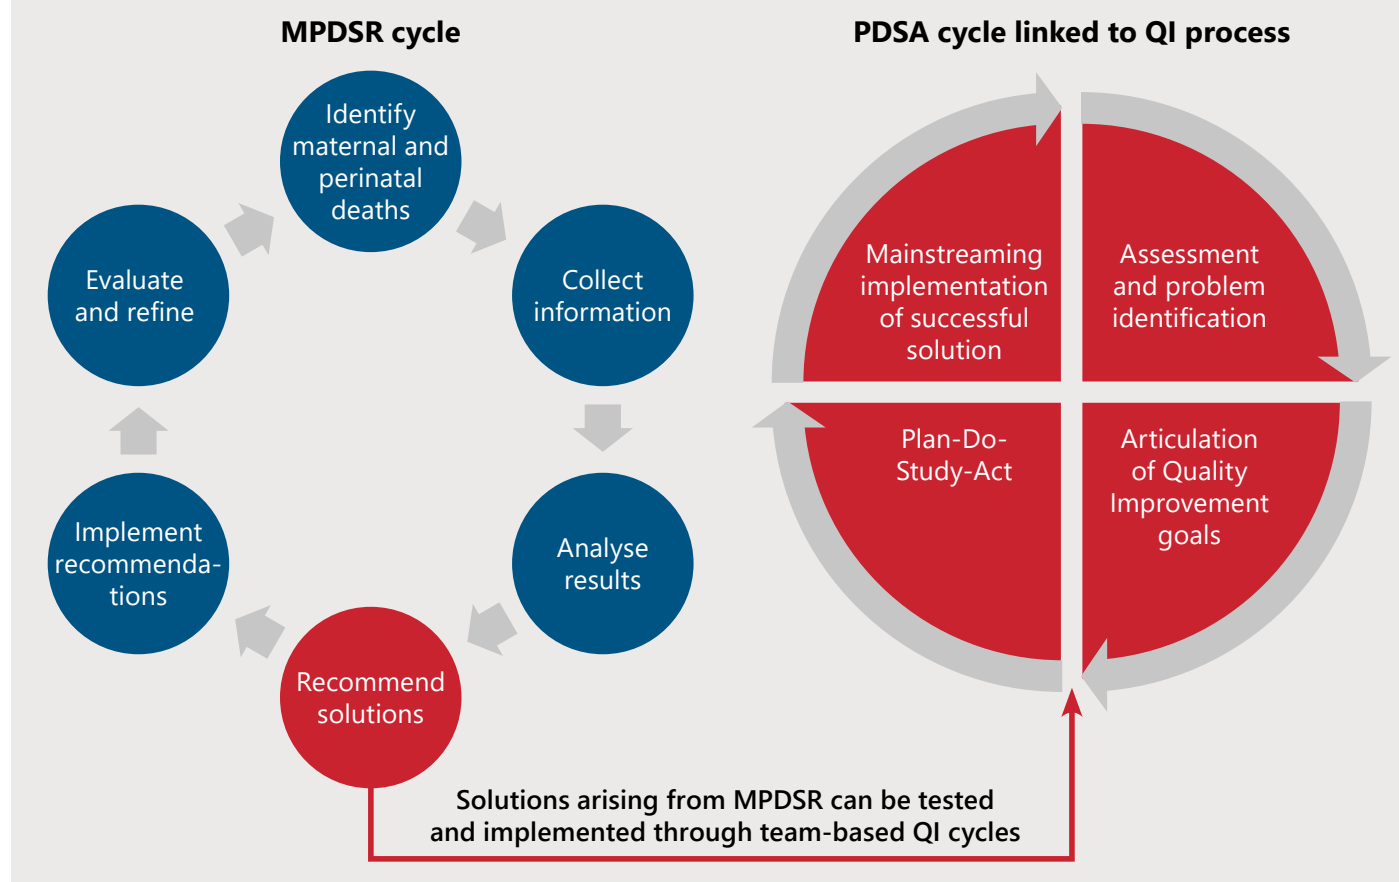 MPDSR cycle
Identify
maternal and
perinatal
deaths
Collect
information
Analyse
results
Recommend
solutions
Implement
recommenda-
tions
Evaluate
and refine
PDSA cycle linked to QI process
Assessment
and problem
identification
Articulation
of Quality
Improvement
goals
Plan-Do-
Study-Act
Mainstreaming
implementation
of successful
solution
Solutions arising from MPDSR can be tested
and implemented through team-based QI cycles